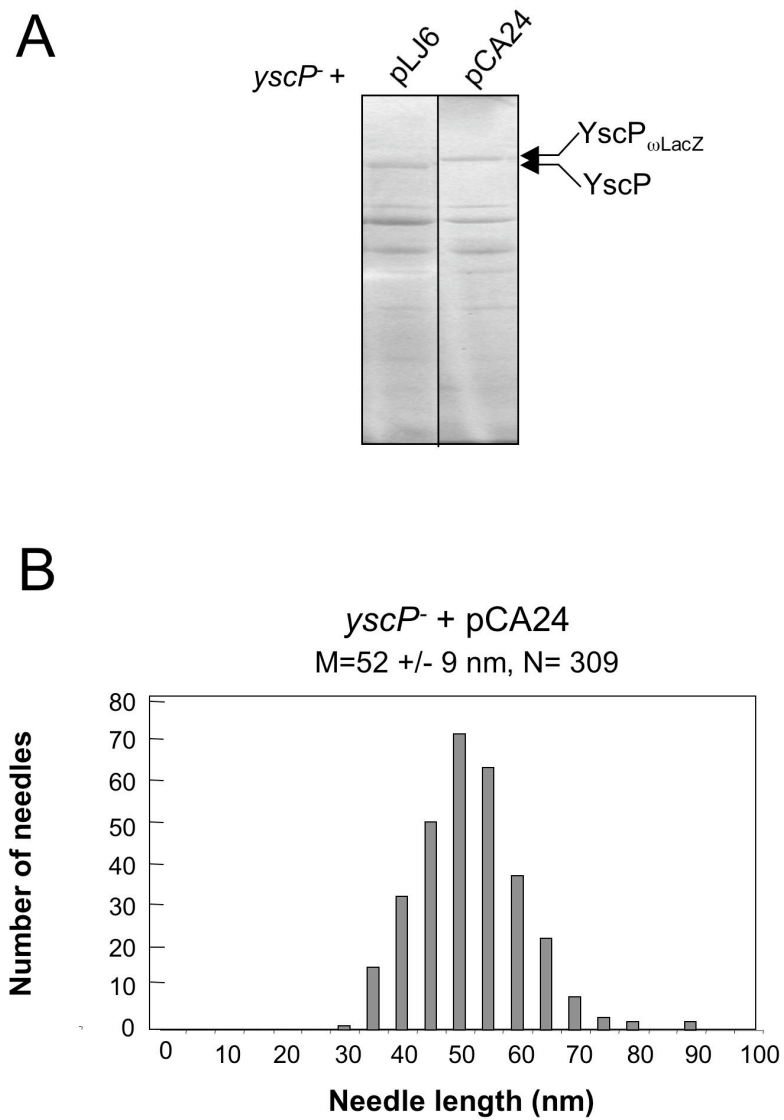 A
yscP- + pLJ6 pCA24
YscPωLacZ
YscP
B
yscP- + pCA24
M=52 +/- 9 nm, N= 309
Number of needles
80
70
60
50
40
30
20
10
0
0 10 20 30 40 50 60 70 80 90 100
Needle length (nm)